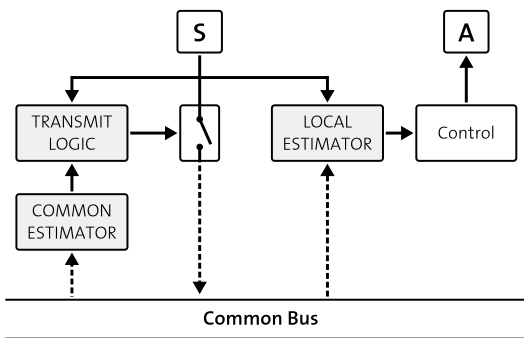 S
A
TRANSMIT
LOGIC
LOCAL
ESTIMATOR
Control
COMMON
ESTIMATOR
Common Bus